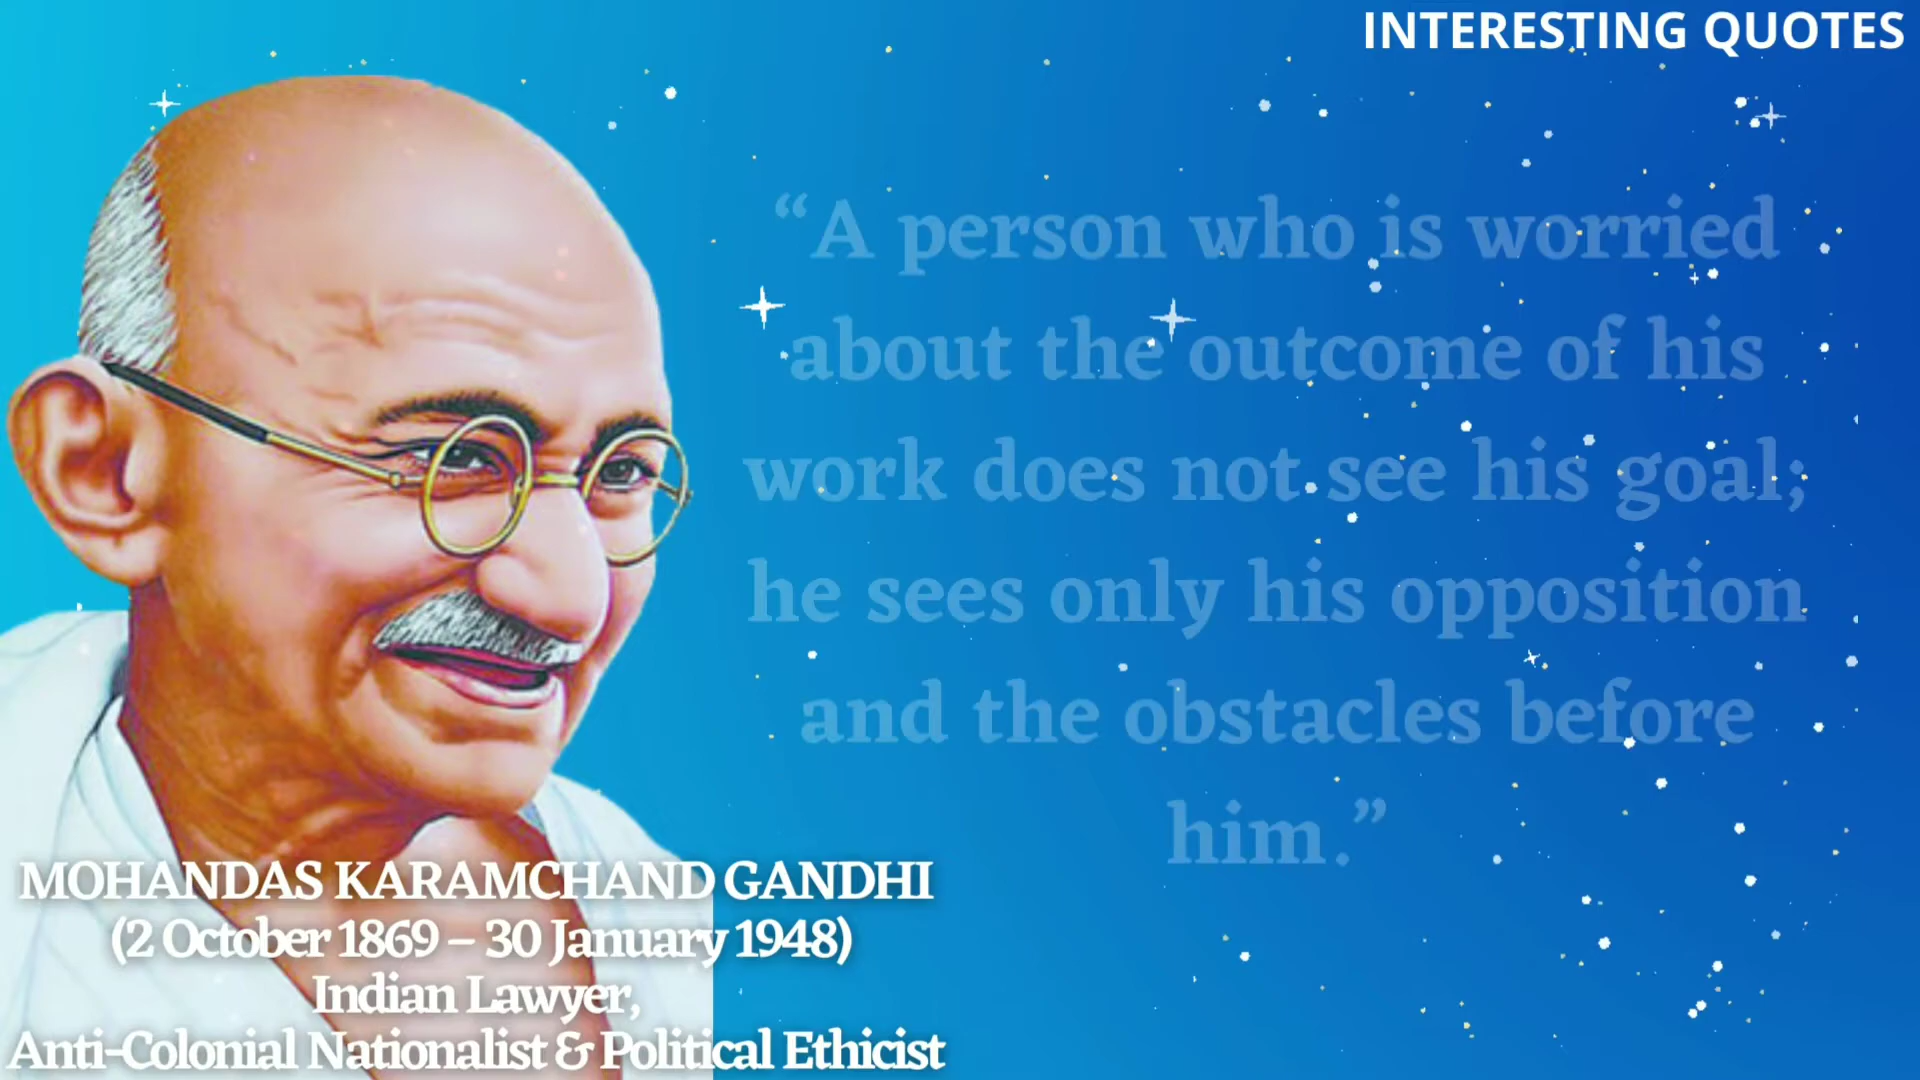 INTERESTING QUOTES
“A person who is worried
about the outcome of his
work does not see his goal;
he sees only his opposition
and the obstacles before
him.”
MOHANDAS KARAMCHAND GANDHI
(2 October 1869 – 30 January 1948)
Indian Lawyer,
Anti-Colonial Nationalist & Political Ethicist